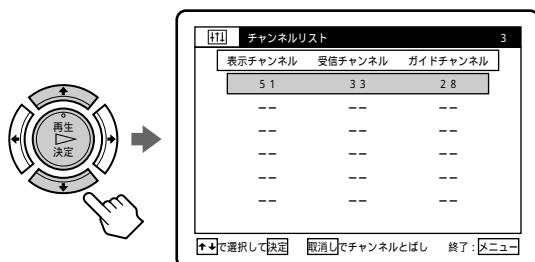 チャンネルリスト 3
表示チャンネル 受信チャンネル ガイドチャンネル
51 33 28
−− −− −−
−− −− −−
−− −− −−
−− −− −−
−− −− −−
再生
決定
↑↓で選択して決定 取消しでチャンネルとばし 終了:メニュー